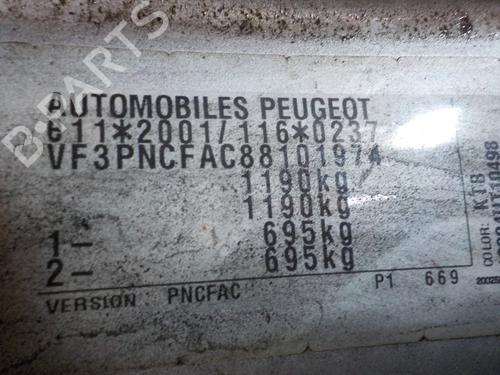 AUTOMOBILES PEUGEOT
611*2001/116*0237
VF3PNCFAC88101974
1190kg
1190kg
1- 695kg
2- 695kg
VERSION PNCFAC P1 669
COLOR: KTB
B-PARTS